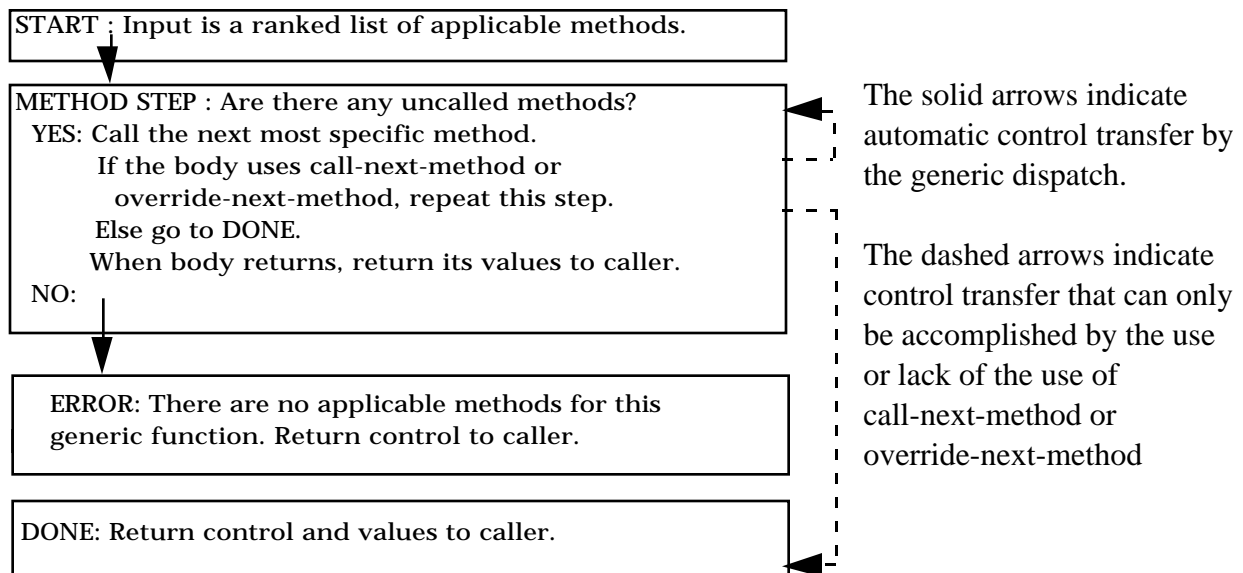 START : Input is a ranked list of applicable methods.
METHOD STEP : Are there any uncalled methods?
YES: Call the next most specific method.
If the body uses call-next-method or
override-next-method, repeat this step.
Else go to DONE.
When body returns, return its values to caller.
NO:
ERROR: There are no applicable methods for this
generic function. Return control to caller.
DONE: Return control and values to caller.
The solid arrows indicate
automatic control transfer by
the generic dispatch.
The dashed arrows indicate
control transfer that can only
be accomplished by the use
or lack of the use of
call-next-method or
override-next-method